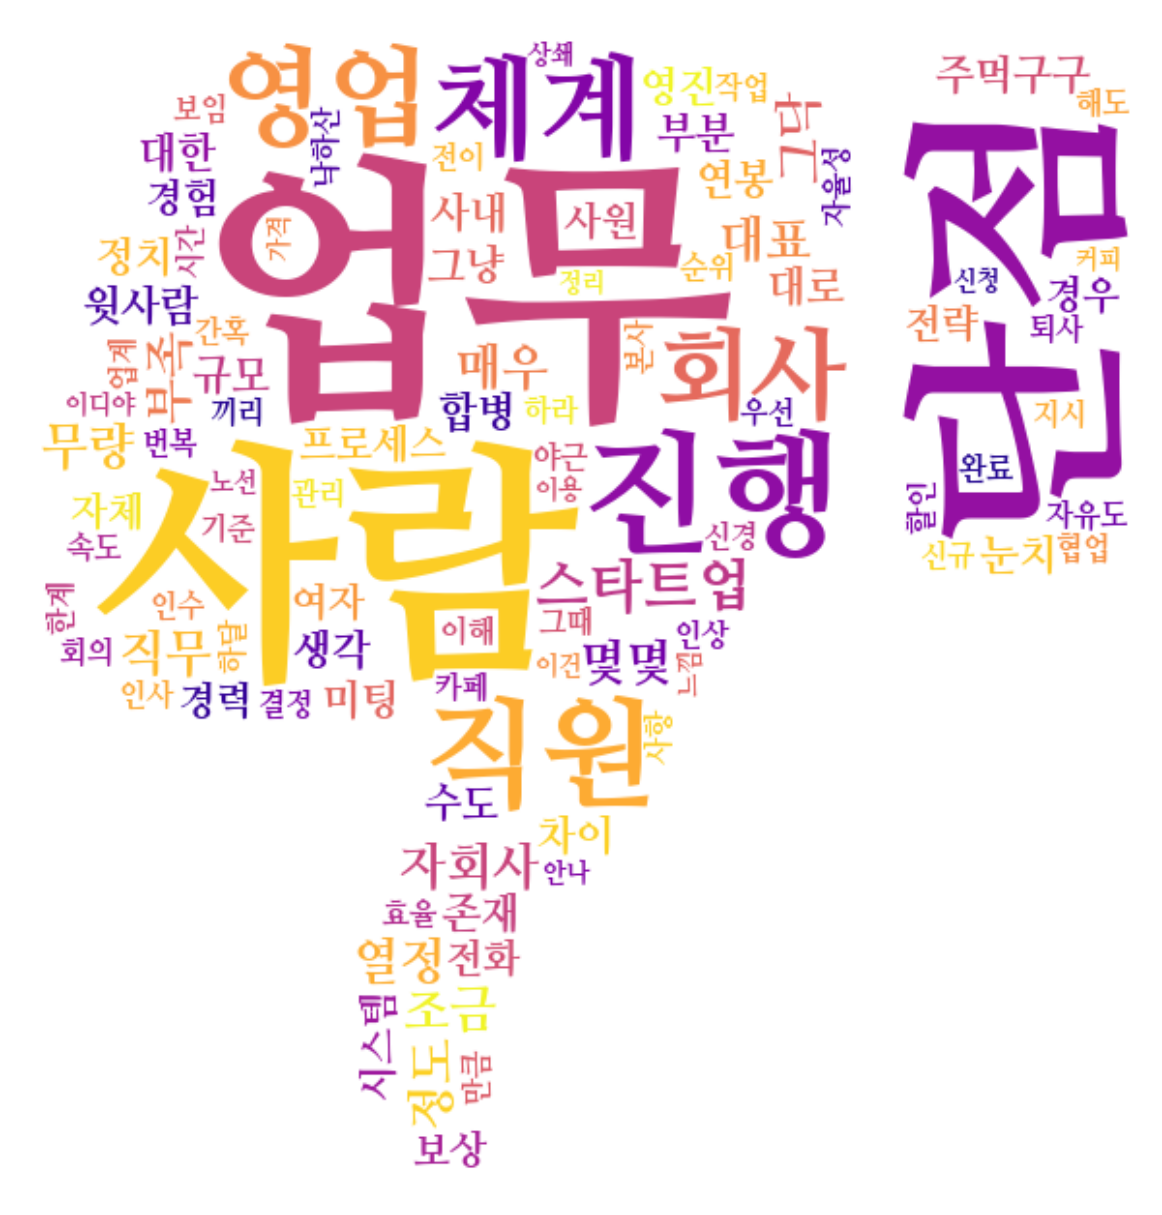 상쇄
영업
체계
영진
작업
주먹구구
해도
보임
낙하산
부분
그닥
대한
전이
연봉
자율성
경험
업무
사내
사원
대표
단점
가격
시간
정치
그냥
정리
순위
대로
신청
커피
경우
윗사람
간혹
본사
회사
전략
퇴사
업계
부족
규모
매우
이디야
끼리
합병
하라
우선
지시
무량
번복
프로세스
야근
진행
완료
사람
노선
관리
이용
할인
자체
기준
신경
자유도
속도
스타트업
신규
눈치
협업
한계
인수
여자
이해
그때
회의
직무
하달
생각
이건
몇몇
인상
느낌
인사
경력
결정
미팅
카페
직원
사항
수도
차이
자회사
안나
효율
존재
열정
전화
시스템
조금
정도
만큼
보상